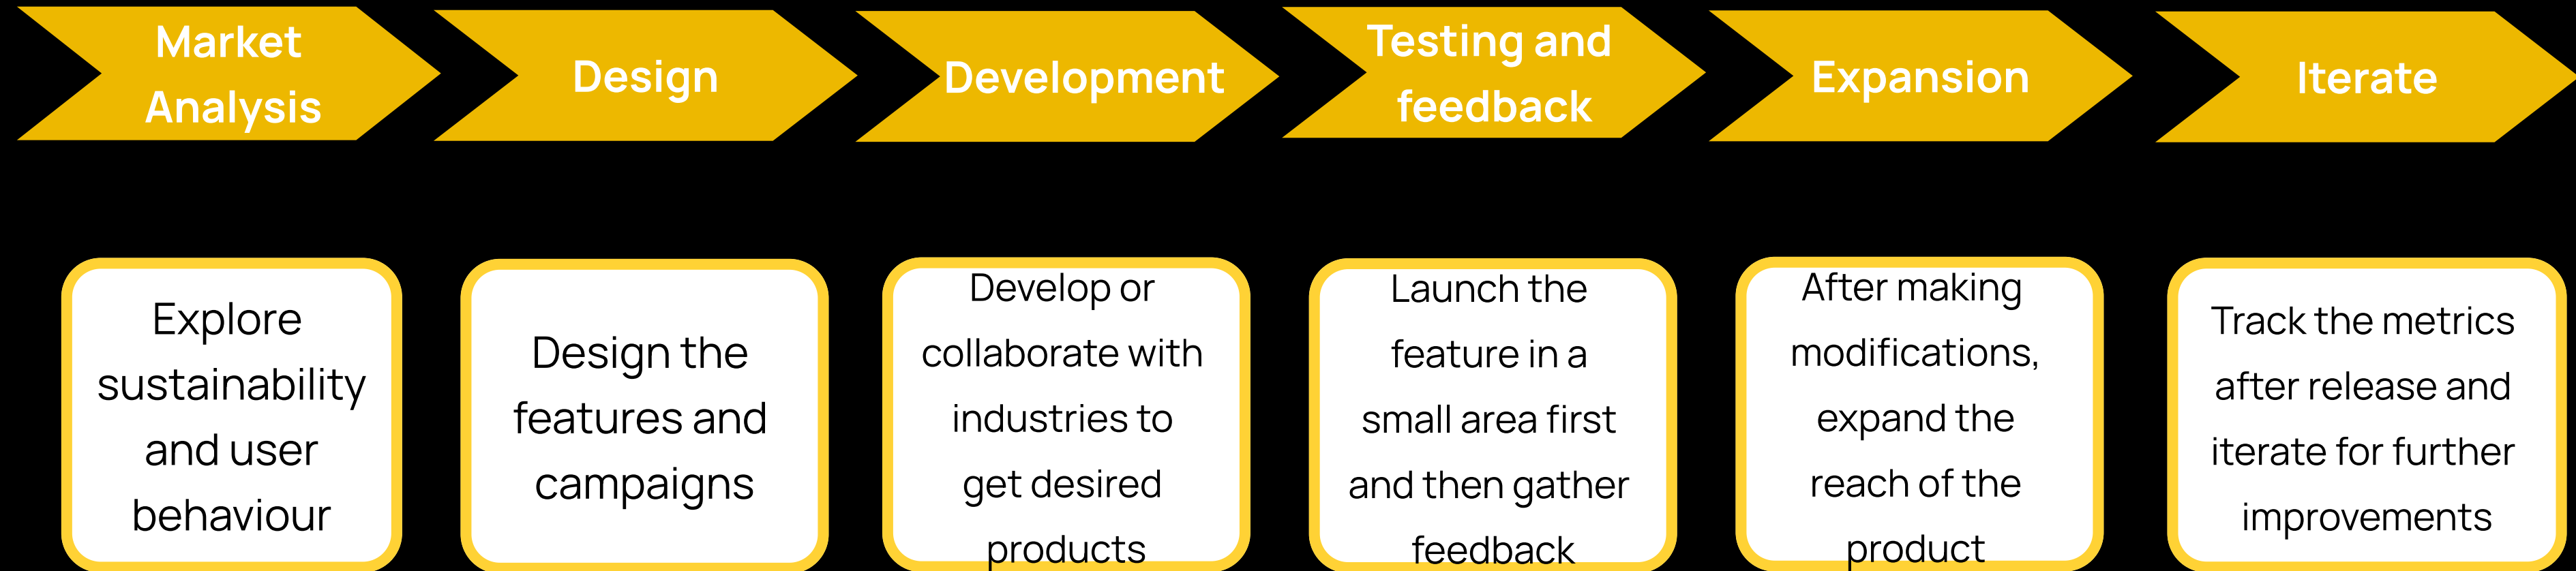 Market
Analysis
Design
Development
Testing and
feedback
Expansion
Iterate
Explore
sustainability
and user
behaviour
Design the
features and
campaigns
Develop or
collaborate with
industries to
get desired
products
Launch the
feature in a
small area first
and then gather
feedback
After making
modifications,
expand the
reach of the
product
Track the metrics
after release and
iterate for further
improvements